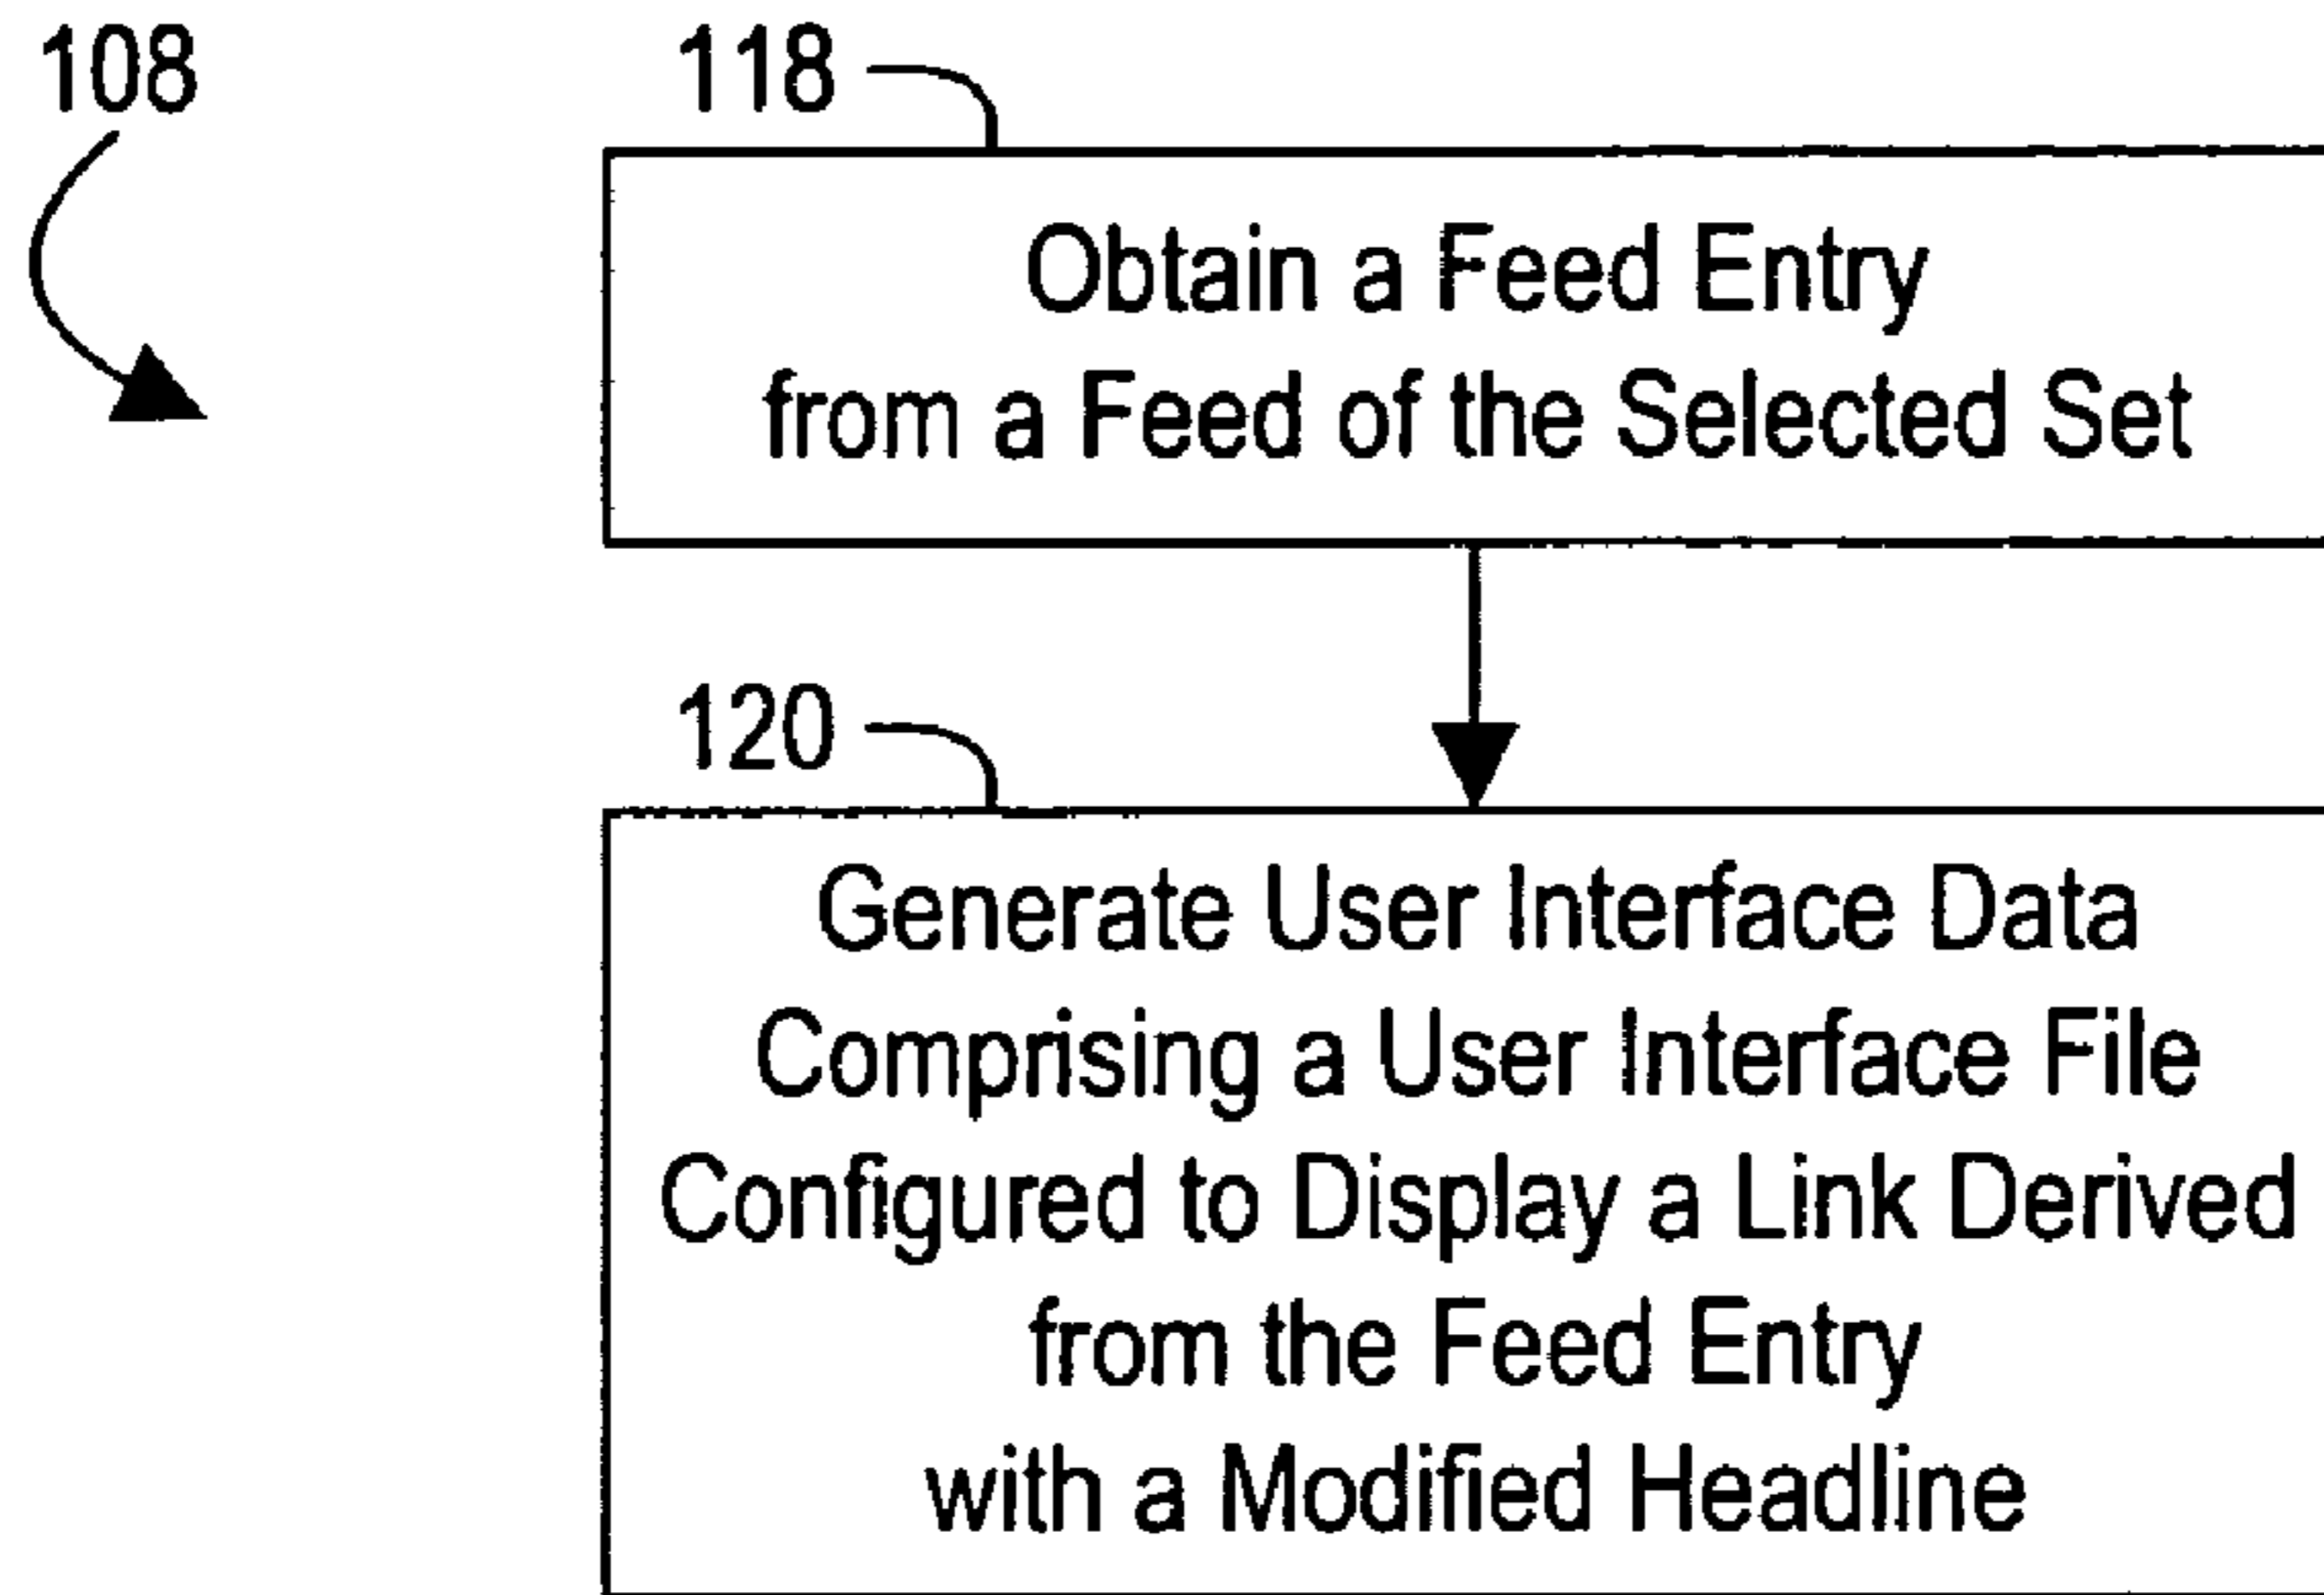 108
118
Obtain a Feed Entry
from a Feed of the Selected Set
120
Generate User Interface Data
Comprising a User Interface File
Configured to Display a Link Derived
from the Feed Entry
with a Modified Headline